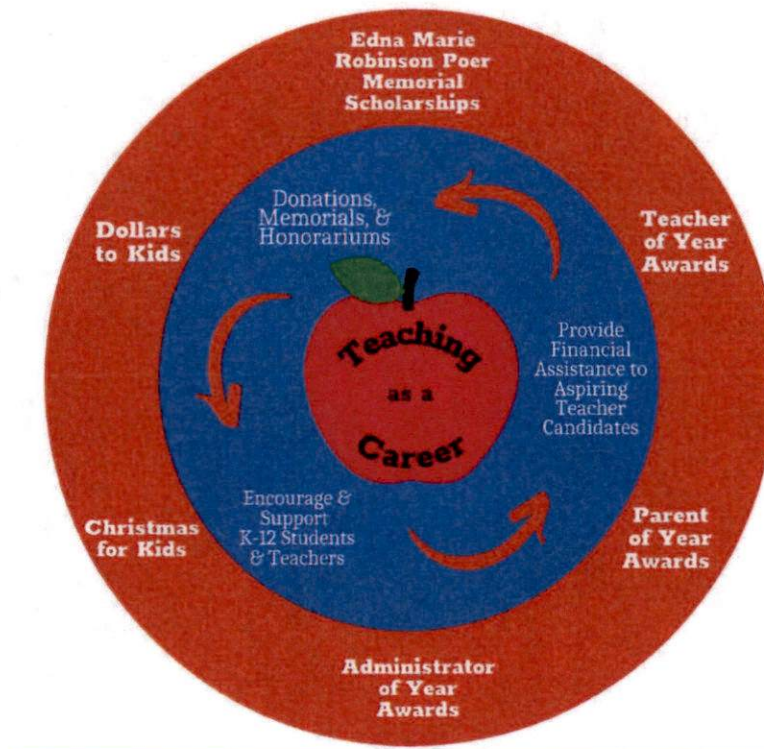 Edna Marie
Robinson Poer
Memorial
Scholarships
Teacher
of Year
Awards
Parent
of Year
Awards
Administrator
of Year
Awards
Christmas
for Kids
Dollars
to Kids
Donations,
Memorials, &
Honorariums
Encourage &
Support
K-12 Students
& Teachers
Provide
Financial
Assistance to
Aspiring
Teacher
Candidates
Teaching
as a
Career